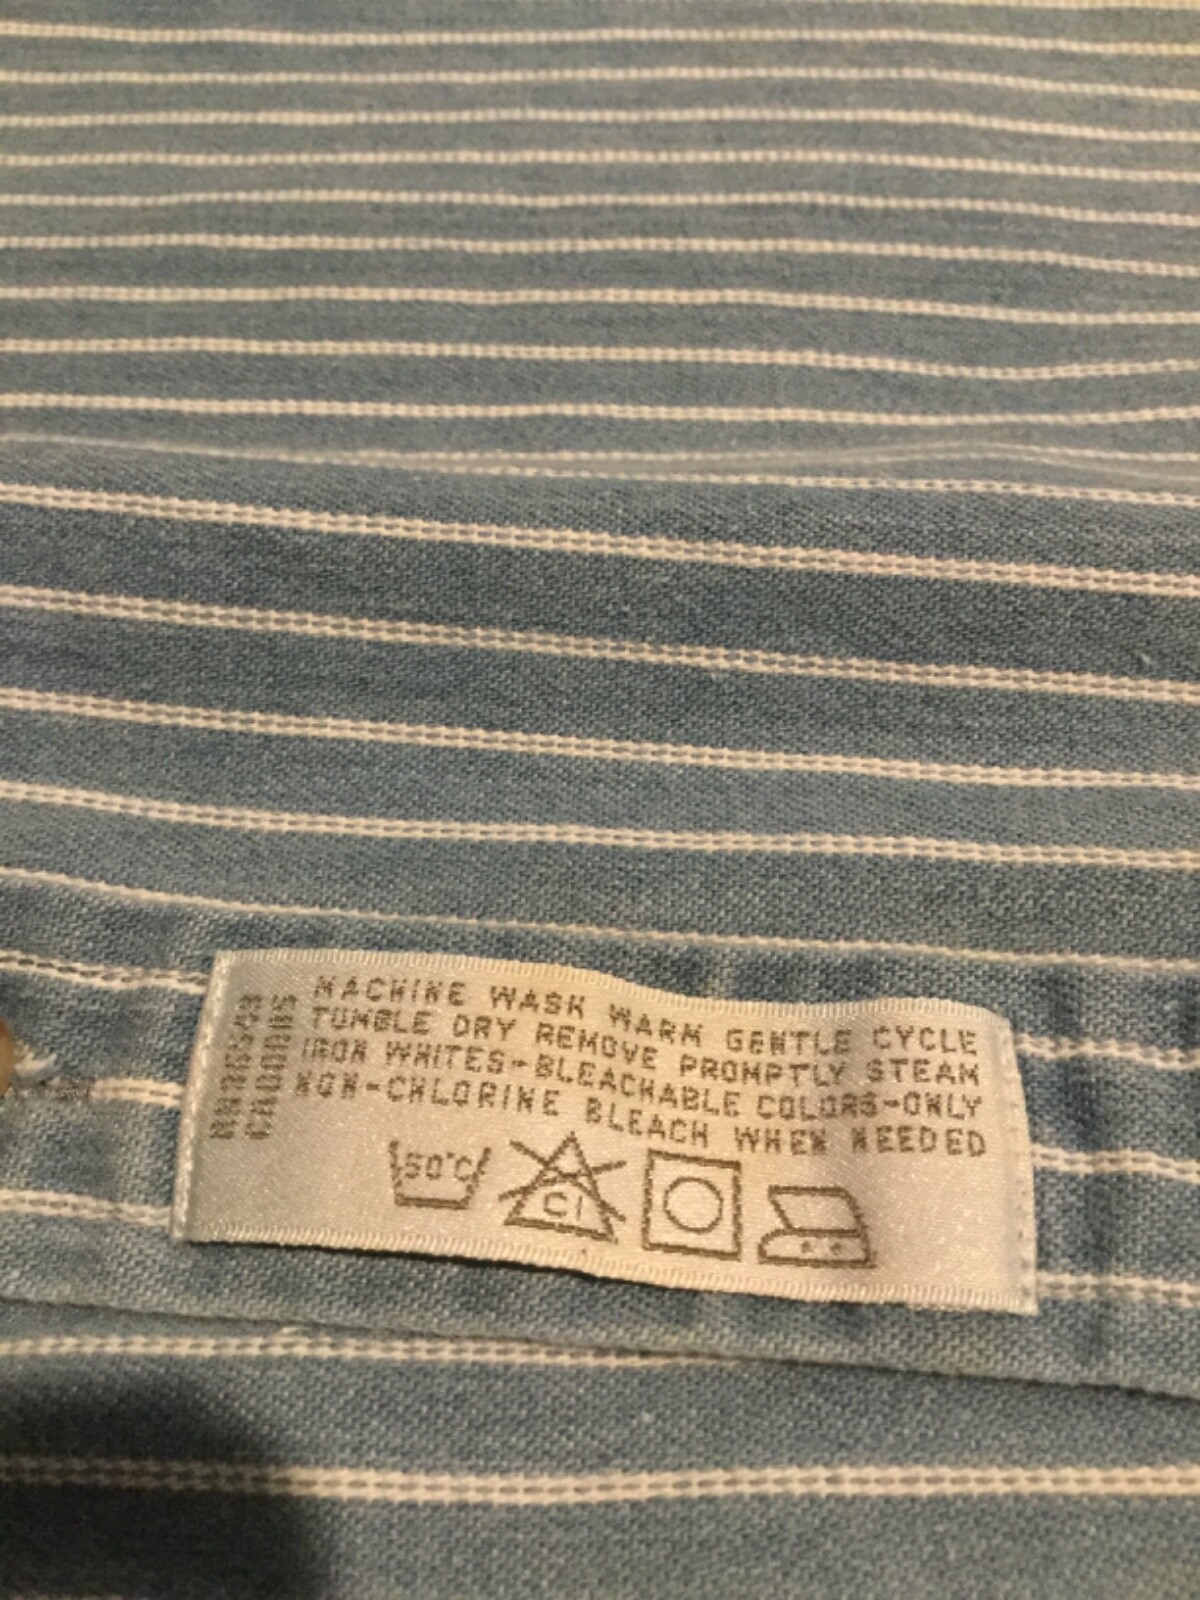 MACHINE WASH WARM GENTLE CYCLE
TUMBLE DRY REMOVE PROMPTLY STEAM
IRON WHITES-BLEACHABLE COLORS-ONLY
NON-CHLORINE BLEACH WHEN NEEDED
50°C
Cl